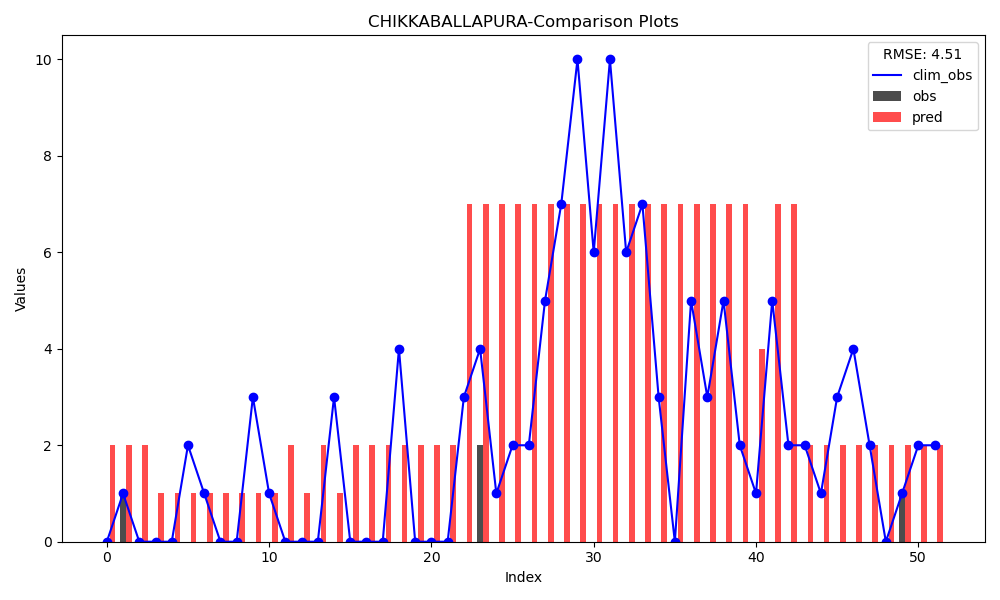 CHIKKABALLAPURA-Comparison Plots
RMSE: 4.51
clim_obs
obs
pred
Values
10
8
6
4
2
0
0 10 20 30 40 50
Index